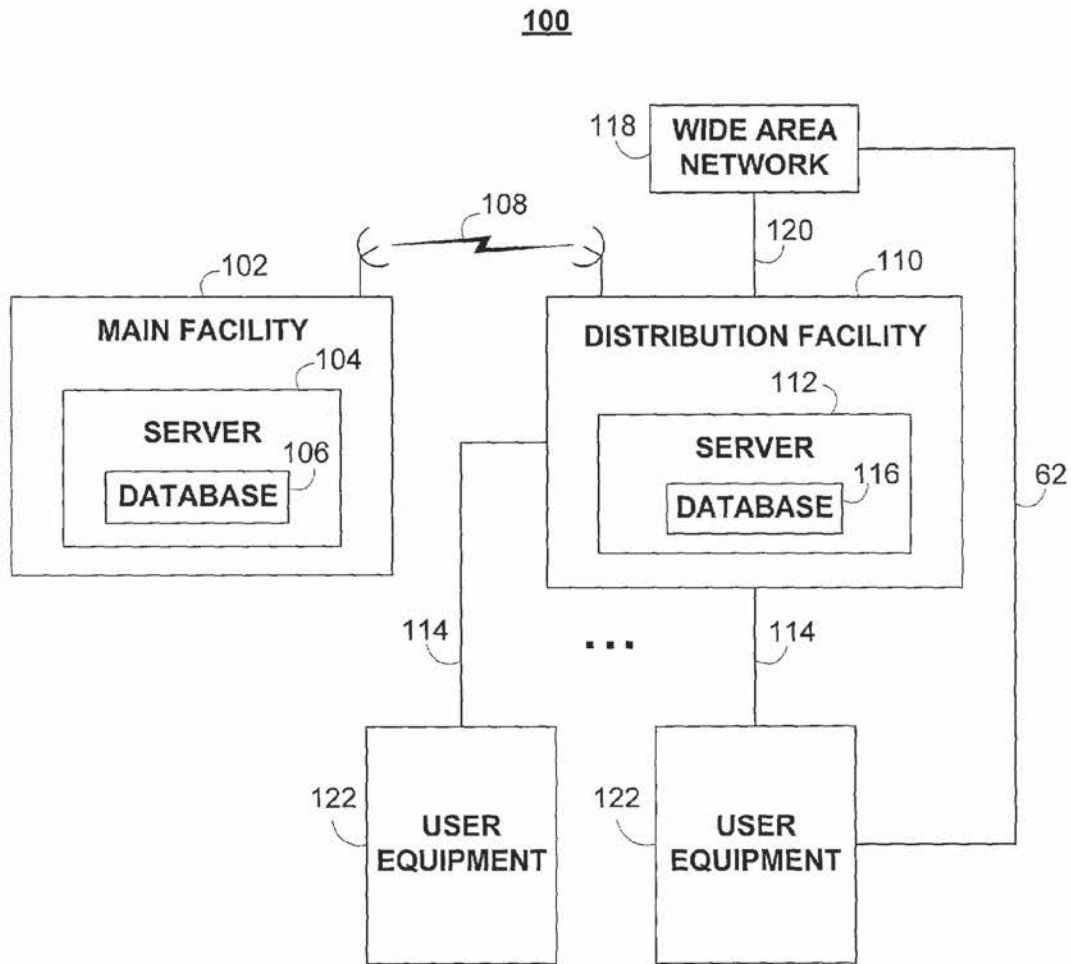 100
118
WIDE AREA
NETWORK
108
120
102
110
MAIN FACILITY
DISTRIBUTION FACILITY
104
112
SERVER
SERVER
106
116
DATABASE
DATABASE
62
114
114
...
122
USER
EQUIPMENT
122
USER
EQUIPMENT